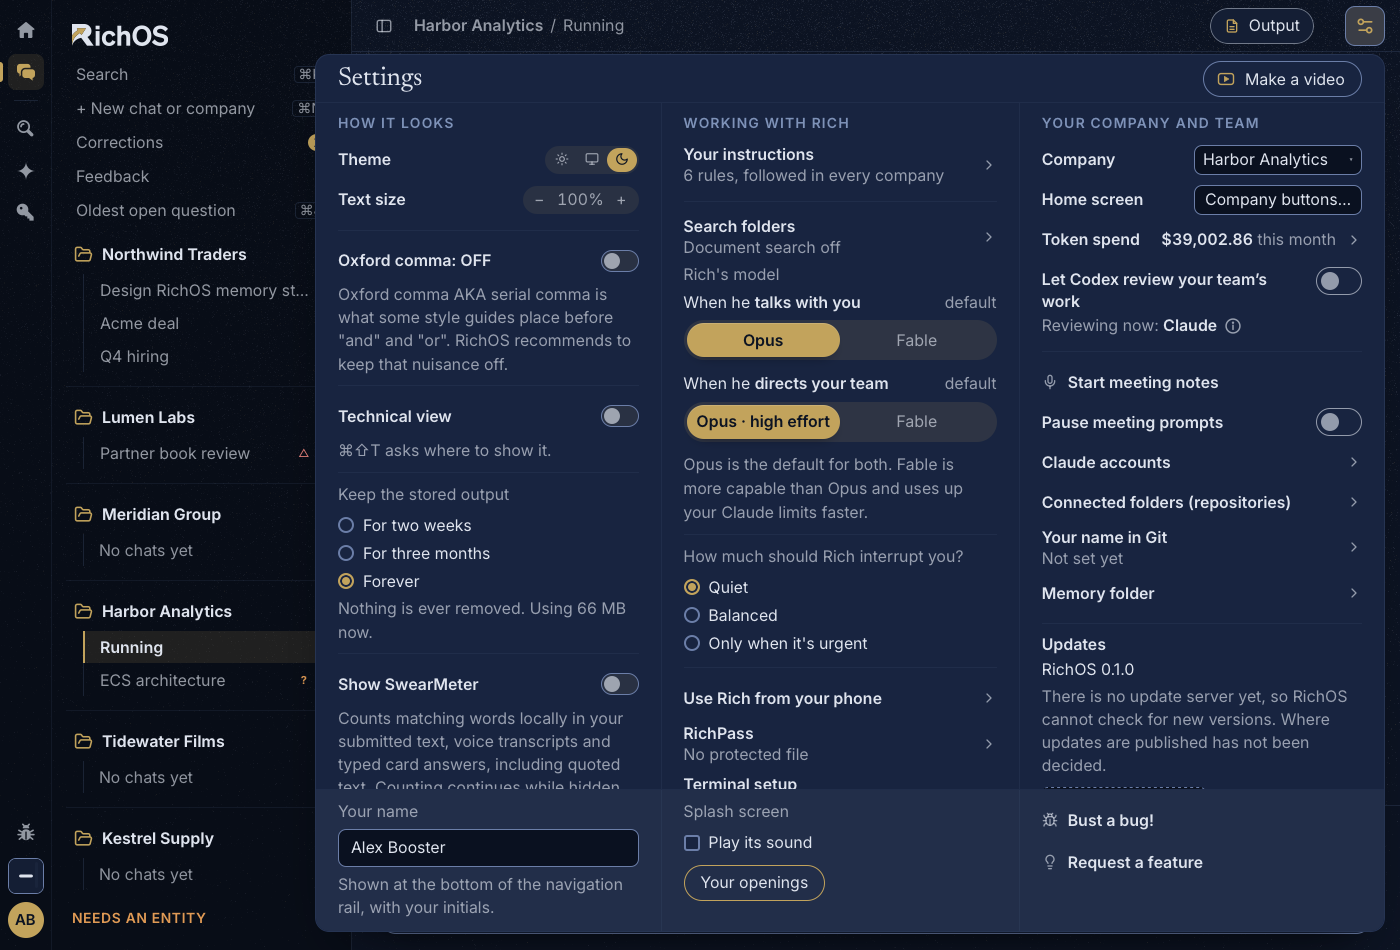 RichOS
Search
+ New chat or company
Corrections
Feedback
Oldest open question
Northwind Traders
Design RichOS memory st...
Acme deal
Q4 hiring
Lumen Labs
Partner book review
Meridian Group
No chats yet
Harbor Analytics
Running
ECS architecture ?
Tidewater Films
No chats yet
Kestrel Supply
No chats yet
NEEDS AN ENTITY
AB
Harbor Analytics / Running
Output
Settings
Make a video
HOW IT LOOKS
Theme
Text size − 100% +
Oxford comma: OFF
Oxford comma AKA serial comma is
what some style guides place before
"and" and "or". RichOS recommends to
keep that nuisance off.
Technical view
⌘⇧T asks where to show it.
Keep the stored output
For two weeks
For three months
Forever
Nothing is ever removed. Using 66 MB
now.
Show SwearMeter
Counts matching words locally in your
submitted text, voice transcripts and
typed card answers, including quoted
text. Counting continues while hidden
Your name
Alex Booster
Shown at the bottom of the navigation
rail, with your initials.
WORKING WITH RICH
Your instructions
6 rules, followed in every company
Search folders
Document search off
Rich's model
When he talks with you default
Opus Fable
When he directs your team default
Opus · high effort Fable
Opus is the default for both. Fable is
more capable than Opus and uses up
your Claude limits faster.
How much should Rich interrupt you?
Quiet
Balanced
Only when it's urgent
Use Rich from your phone
RichPass
No protected file
Terminal setup
Splash screen
Play its sound
Your openings
YOUR COMPANY AND TEAM
Company Harbor Analytics
Home screen Company buttons...
Token spend $39,002.86 this month
Let Codex review your team’s
work
Reviewing now: Claude
Start meeting notes
Pause meeting prompts
Claude accounts
Connected folders (repositories)
Your name in Git
Not set yet
Memory folder
Updates
RichOS 0.1.0
There is no update server yet, so RichOS
cannot check for new versions. Where
updates are published has not been
decided.
Bust a bug!
Request a feature